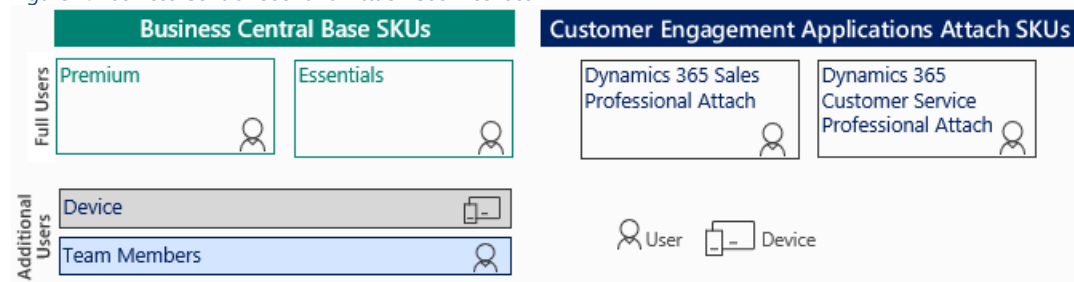 Business Central Base SKUs
Customer Engagement Applications Attach SKUs
Full Users
Premium
Essentials
Dynamics 365 Sales
Professional Attach
Dynamics 365
Customer Service
Professional Attach
Additional
Users
Device
Team Members
User
Device